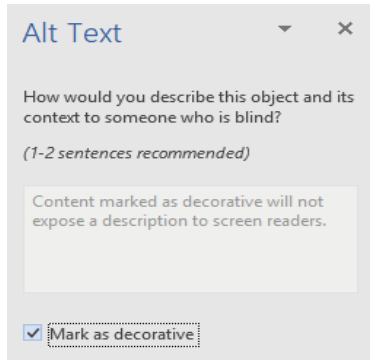 Alt Text
How would you describe this object and its
context to someone who is blind?
(1-2 sentences recommended)
Content marked as decorative will not
expose a description to screen readers.
Mark as decorative